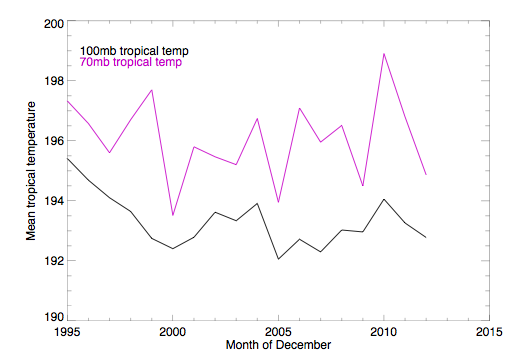 200
100mb tropical temp
70mb tropical temp
198
196
194
192
190
Mean tropical temperature
1995 2000 2005 2010 2015
Month of December